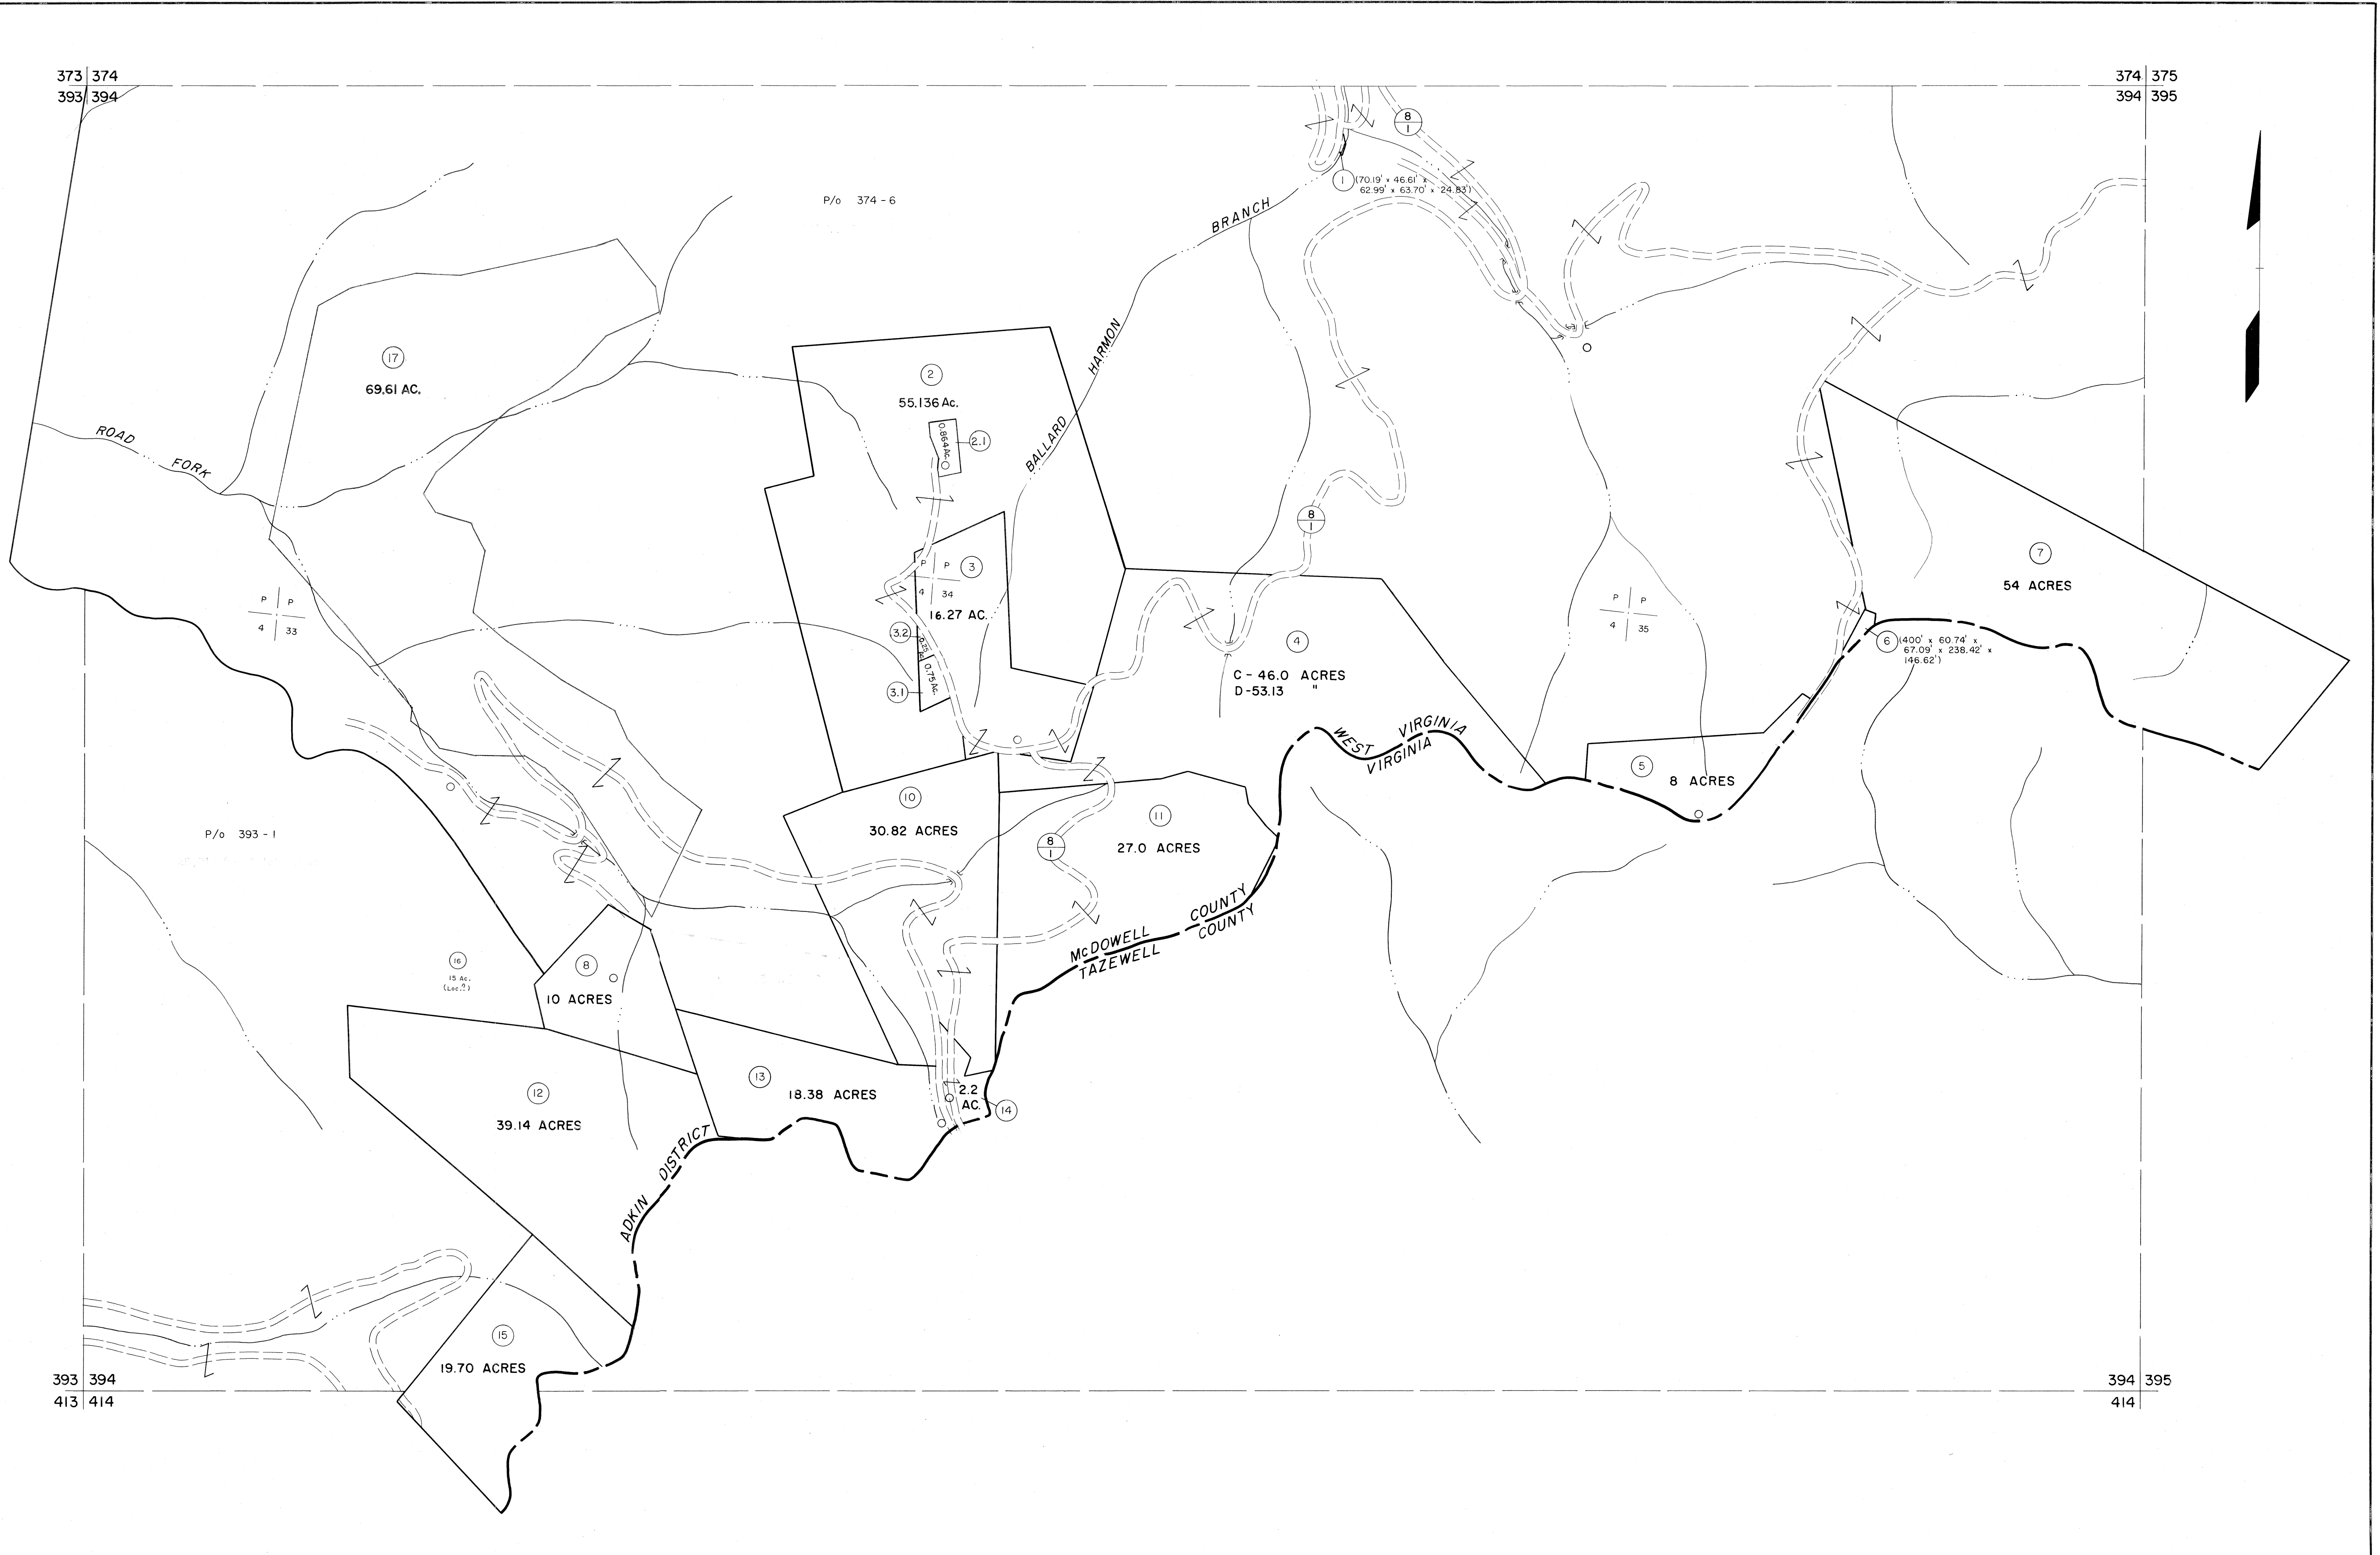 373 374
393 394
374 375
394 395
8
1
1 (70.19' x 46.61' x
62.99' x 63.70' x 24.83')
P/o 374-6
BALLARD HARMON BRANCH
17
69.61 AC.
2
55.136 Ac.
0.864 Ac.
2.1
ROAD FORK
8
1
P P
4 34
3
16.27 AC.
3.2
0.25 Ac.
3.1
0.75 Ac.
P P
4 33
P P
4 35
7
54 ACRES
4
C - 46.0 ACRES
D - 53.13 "
6 (400' x 60.74' x
67.09' x 238.42' x
146.62')
WEST VIRGINIA
VIRGINIA
5
8 ACRES
10
30.82 ACRES
11
27.0 ACRES
8
1
P/o 393-1
McDOWELL COUNTY
TAZEWELL COUNTY
16
15 Ac.
(Loc.?)
8
10 ACRES
12
39.14 ACRES
13
18.38 ACRES
2.2
AC.
14
ADKIN DISTRICT
15
19.70 ACRES
393 394
413 414
394 395
414